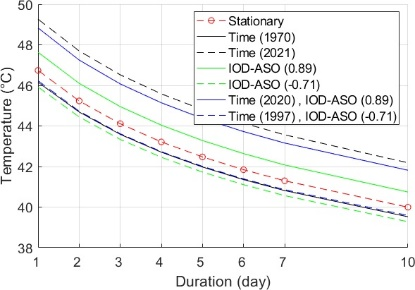 50
48
46
44
42
40
38
Temperature (°C)
Stationary
Time (1970)
Time (2021)
IOD-ASO (0.89)
IOD-ASO (-0.71)
Time (2020) , IOD-ASO (0.89)
Time (1997) , IOD-ASO (-0.71)
1 2 3 4 5 6 7 10
Duration (day)